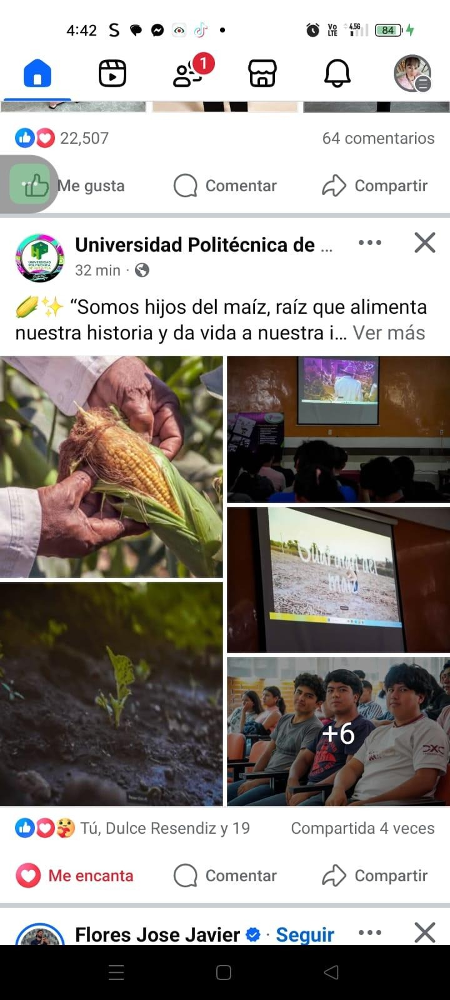 4:42
Vo
LTE
4.56
84
1
22,507
64 comentarios
Me gusta
Comentar
Compartir
Universidad Politécnica de ...
32 min ·
UNIVERSIDAD
POLITÉCNICA
DE HUEJUTLA
🌽✨ “Somos hijos del maíz, raíz que alimenta
nuestra historia y da vida a nuestra i... Ver más
del
+6
DXC
Tú, Dulce Resendiz y 19
Compartida 4 veces
Me encanta
Comentar
Compartir
Flores Jose Javier · Seguir